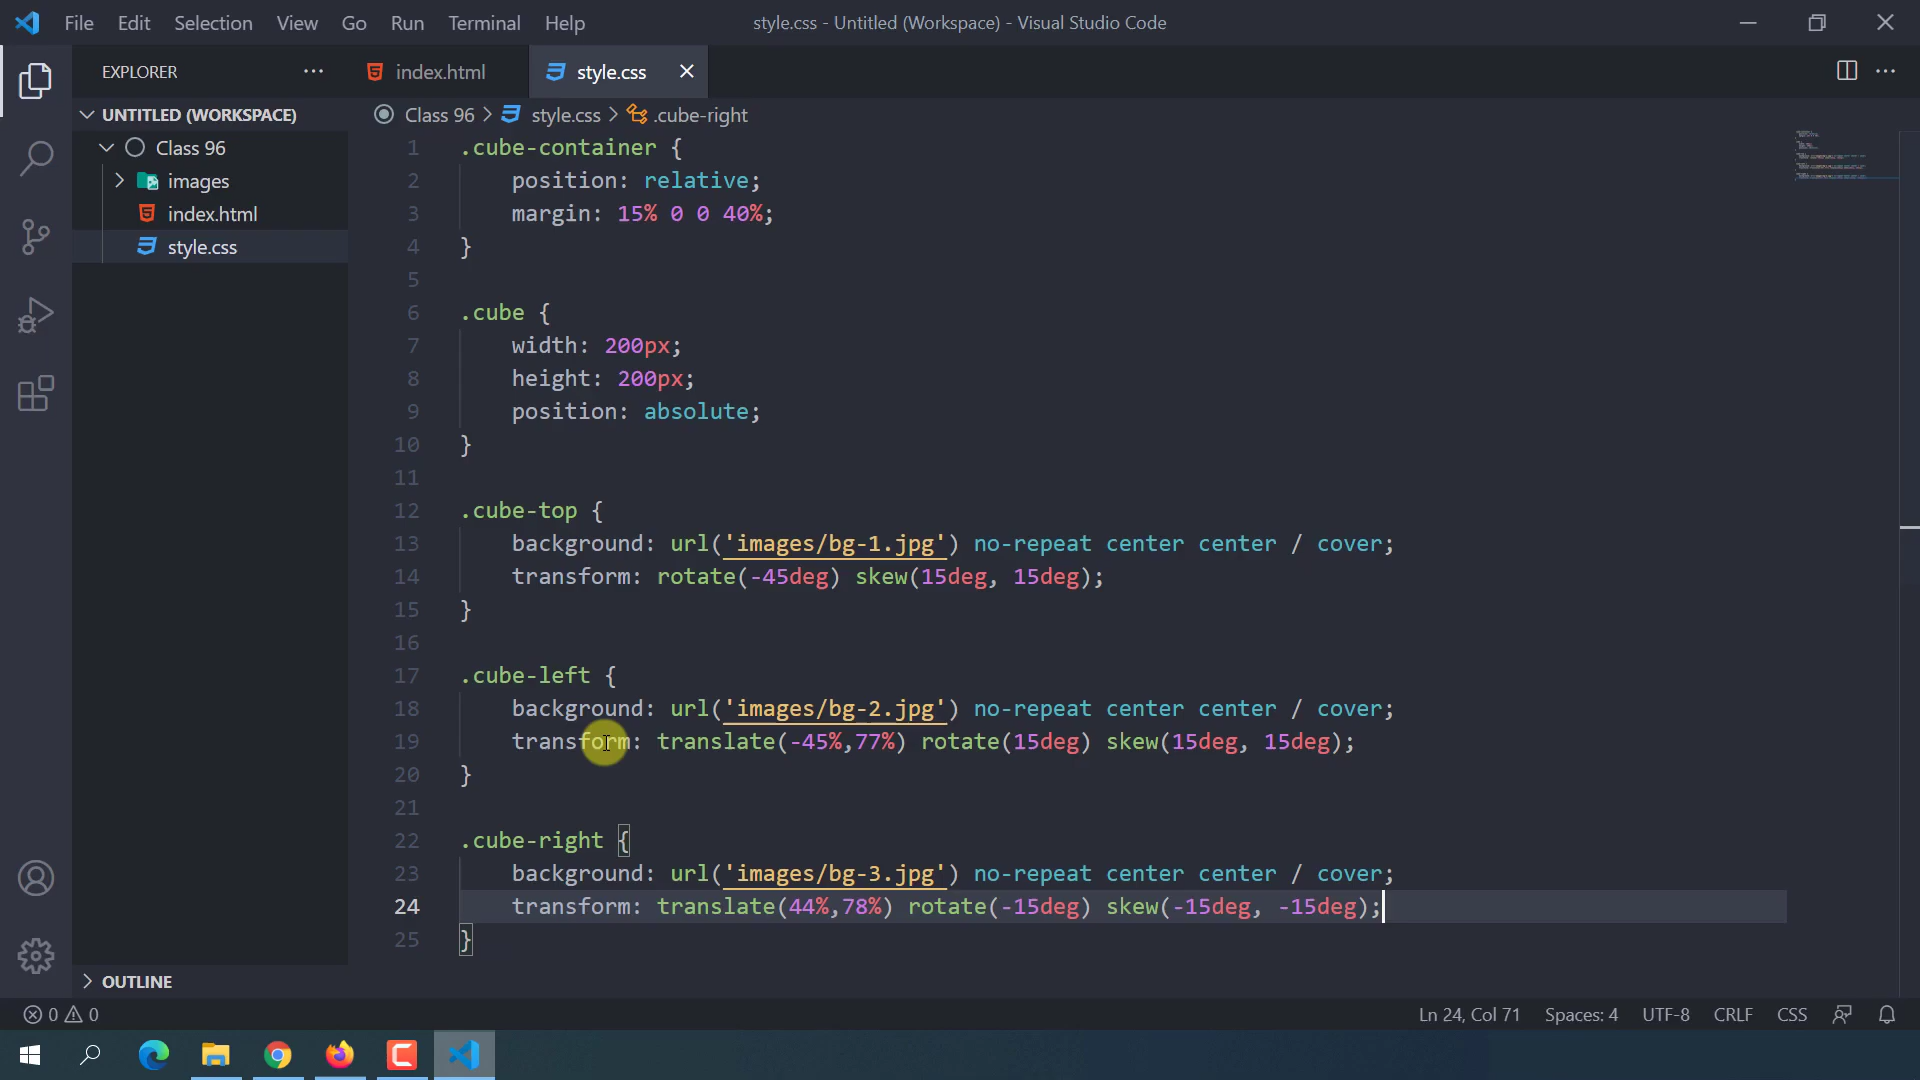 File Edit Selection View Go Run Terminal Help
style.css - Untitled (Workspace) - Visual Studio Code
EXPLORER
index.html
style.css
UNTITLED (WORKSPACE)
Class 96
images
index.html
style.css
OUTLINE
Class 96 > style.css > .cube-right
1 .cube-container {
2 position: relative;
3 margin: 15% 0 0 40%;
4 }
5
6 .cube {
7 width: 200px;
8 height: 200px;
9 position: absolute;
10 }
11
12 .cube-top {
13 background: url('images/bg-1.jpg') no-repeat center center / cover;
14 transform: rotate(-45deg) skew(15deg, 15deg);
15 }
16
17 .cube-left {
18 background: url('images/bg-2.jpg') no-repeat center center / cover;
19 transform: translate(-45%,77%) rotate(15deg) skew(15deg, 15deg);
20 }
21
22 .cube-right {
23 background: url('images/bg-3.jpg') no-repeat center center / cover;
24 transform: translate(44%,78%) rotate(-15deg) skew(-15deg, -15deg);
25 }
0 0
Ln 24, Col 71 Spaces: 4 UTF-8 CRLF CSS